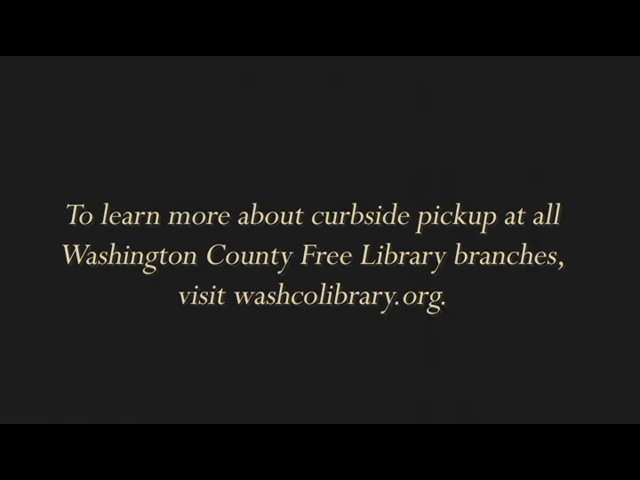 To learn more about curbside pickup at all
Washington County Free Library branches,
visit washcolibrary.org.